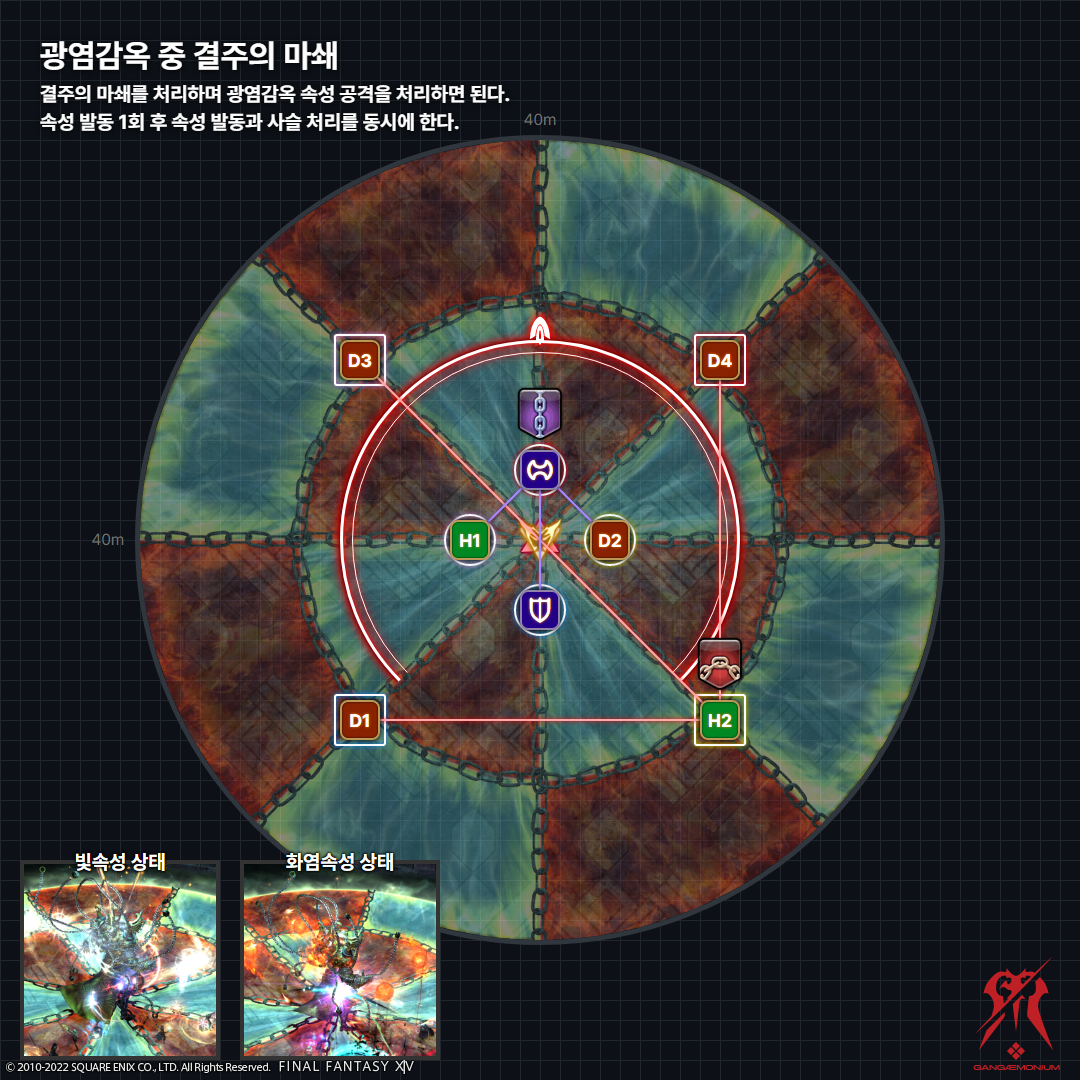 광염감옥 중 결주의 마쇄
결주의 마쇄를 처리하며 광염감옥 속성 공격을 처리하면 된다.
속성 발동 1회 후 속성 발동과 사슬 처리를 동시에 한다.
40m
D3
D4
40m
H1
D2
D1
H2
빛속성 상태
화염속성 상태
© 2010-2022 SQUARE ENIX CO., LTD. All Rights Reserved.
FINAL FANTASY XIV
GANGÆMONIUM